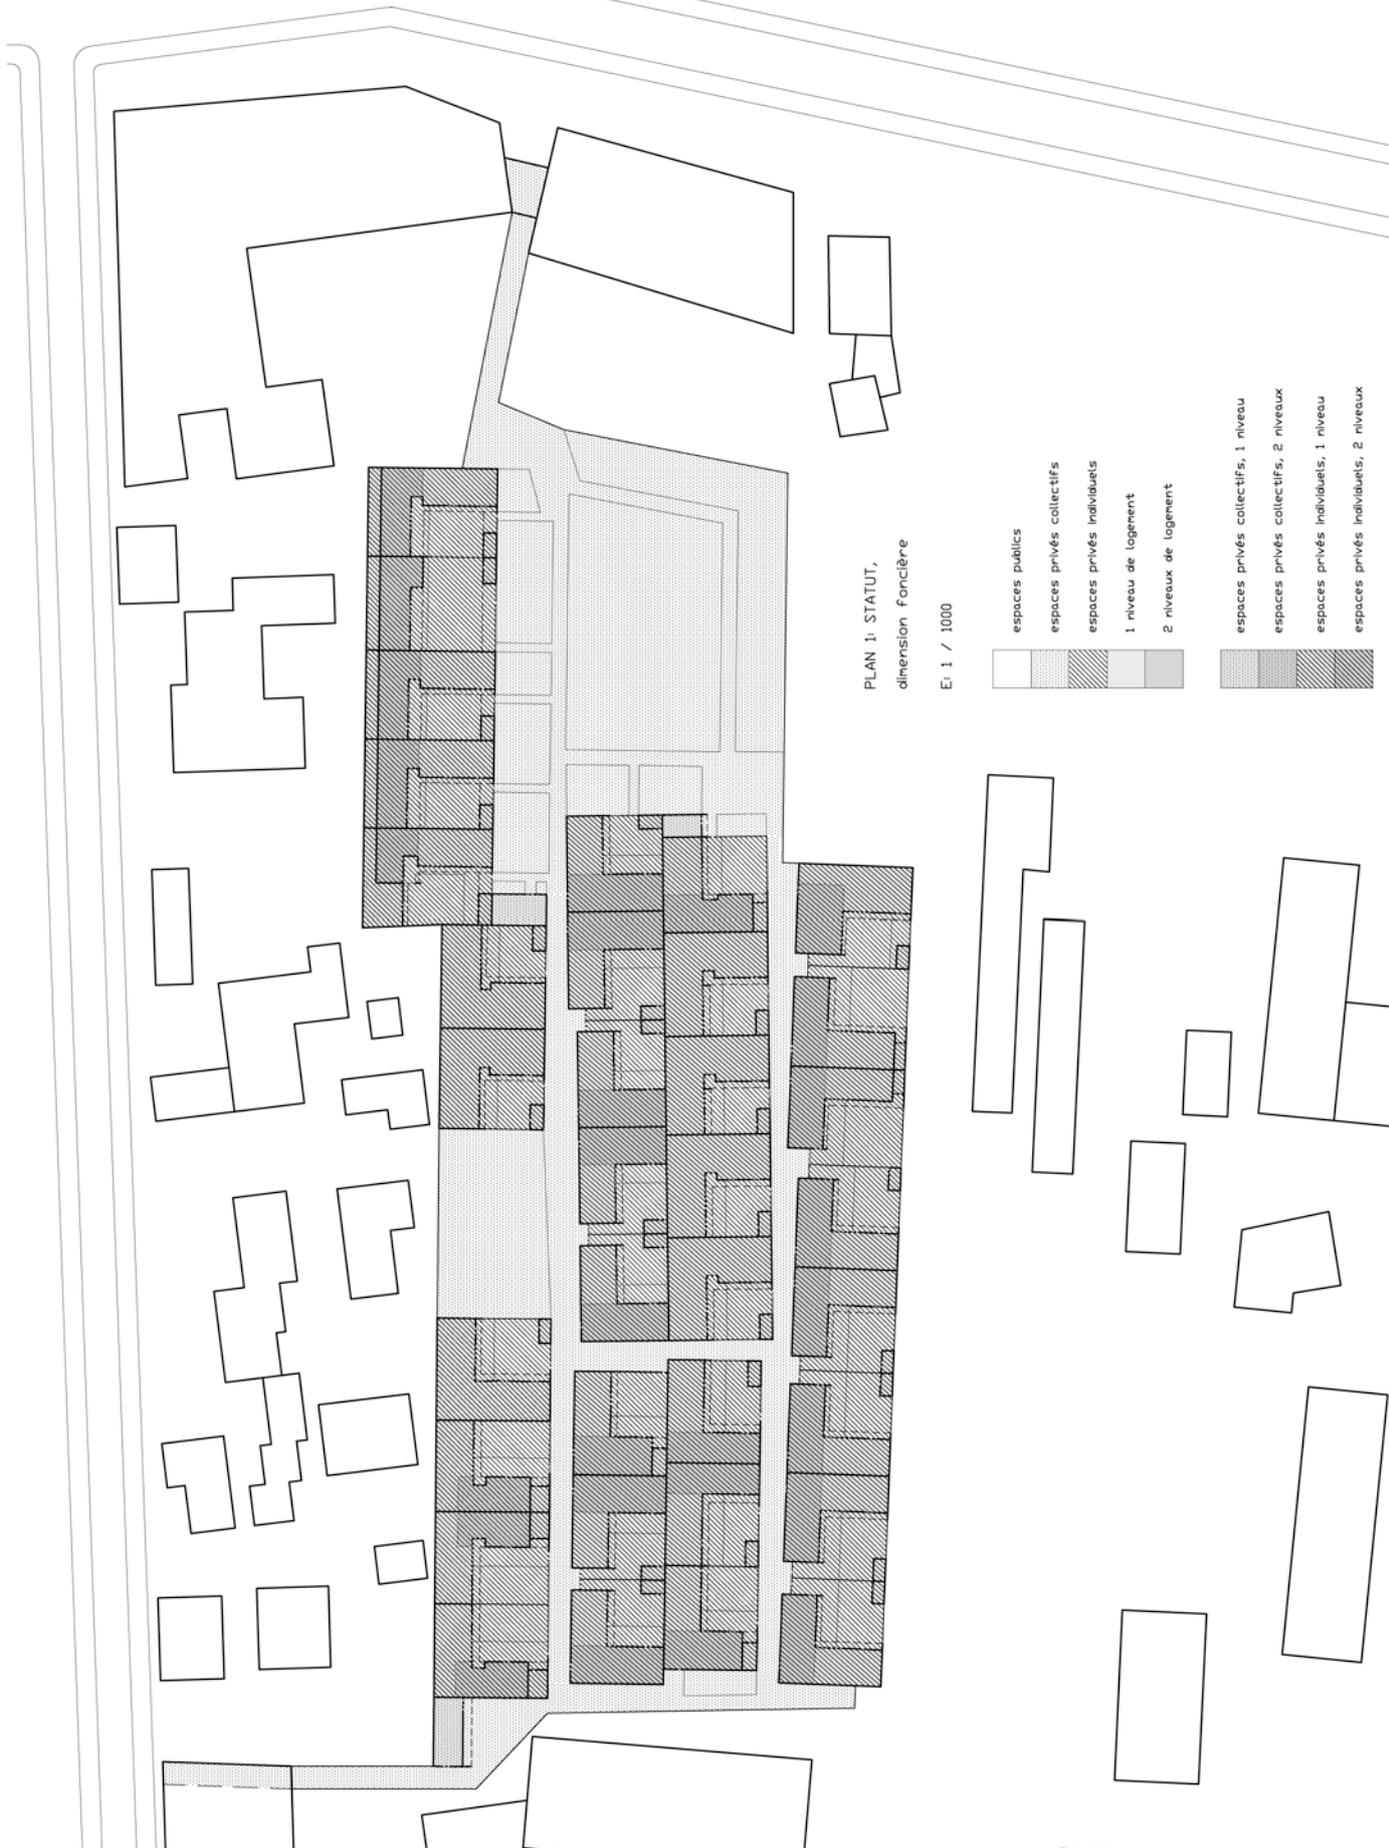 PLAN 1: STATUT,
dimension foncière
E: 1 / 1000
espaces publics
espaces privés collectifs
espaces privés individuels
1 niveau de logement
2 niveaux de logement
espaces privés collectifs, 1 niveau
espaces privés collectifs, 2 niveaux
espaces privés individuels, 1 niveau
espaces privés individuels, 2 niveaux